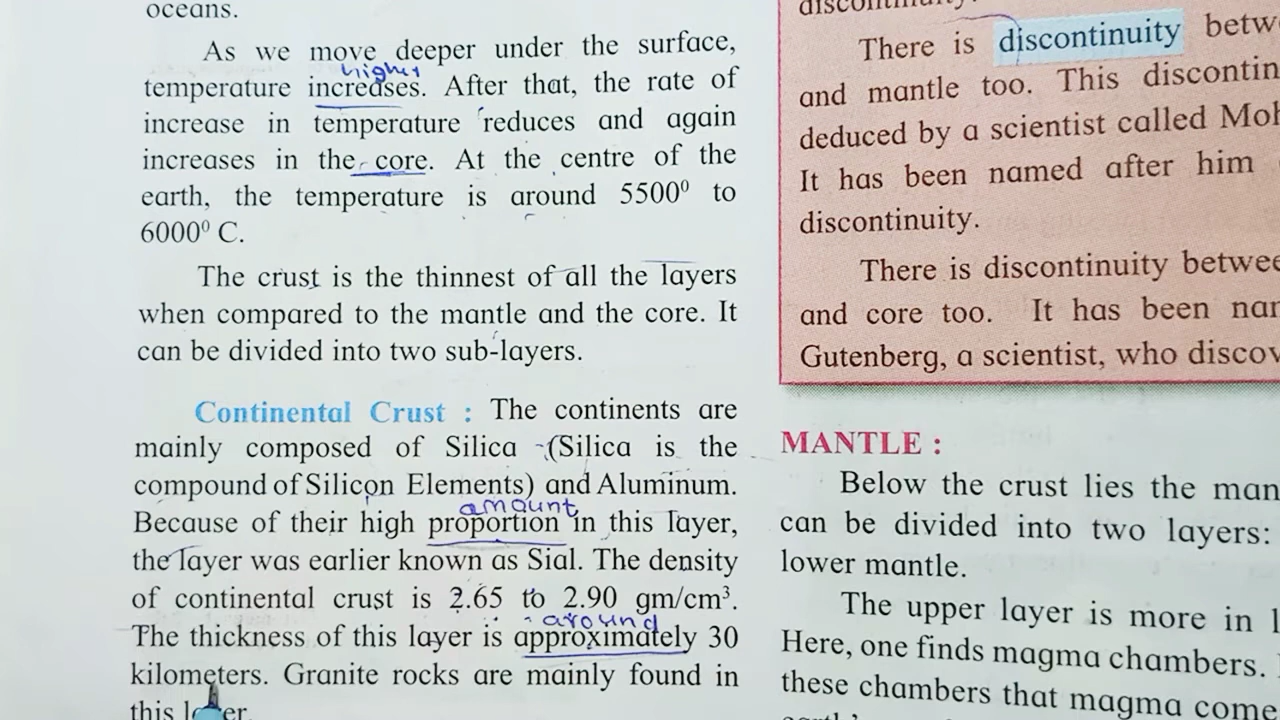 oceans.
As we move deeper under the surface,
higher
temperature increases. After that, the rate of
increase in temperature reduces and again
increases in the core. At the centre of the
earth, the temperature is around 5500⁰ to
6000⁰ C.
The crust is the thinnest of all the layers
when compared to the mantle and the core. It
can be divided into two sub-layers.
Continental Crust : The continents are
mainly composed of Silica (Silica is the
compound of Silicon Elements) and Aluminum.
amount
Because of their high proportion in this layer,
the layer was earlier known as Sial. The density
of continental crust is 2.65 to 2.90 gm/cm³.
around
The thickness of this layer is approximately 30
kilometers. Granite rocks are mainly found in
this
There is discontinuity
and mantle too. This
deduced by a scientist called
It has been named after him
discontinuity.
There is discontinuity
and core too. It has been
Gutenberg, a scientist, who
MANTLE :
Below the crust lies the
can be divided into two layers:
lower mantle.
The upper layer is more in
Here, one finds magma chambers.
these chambers that magma come